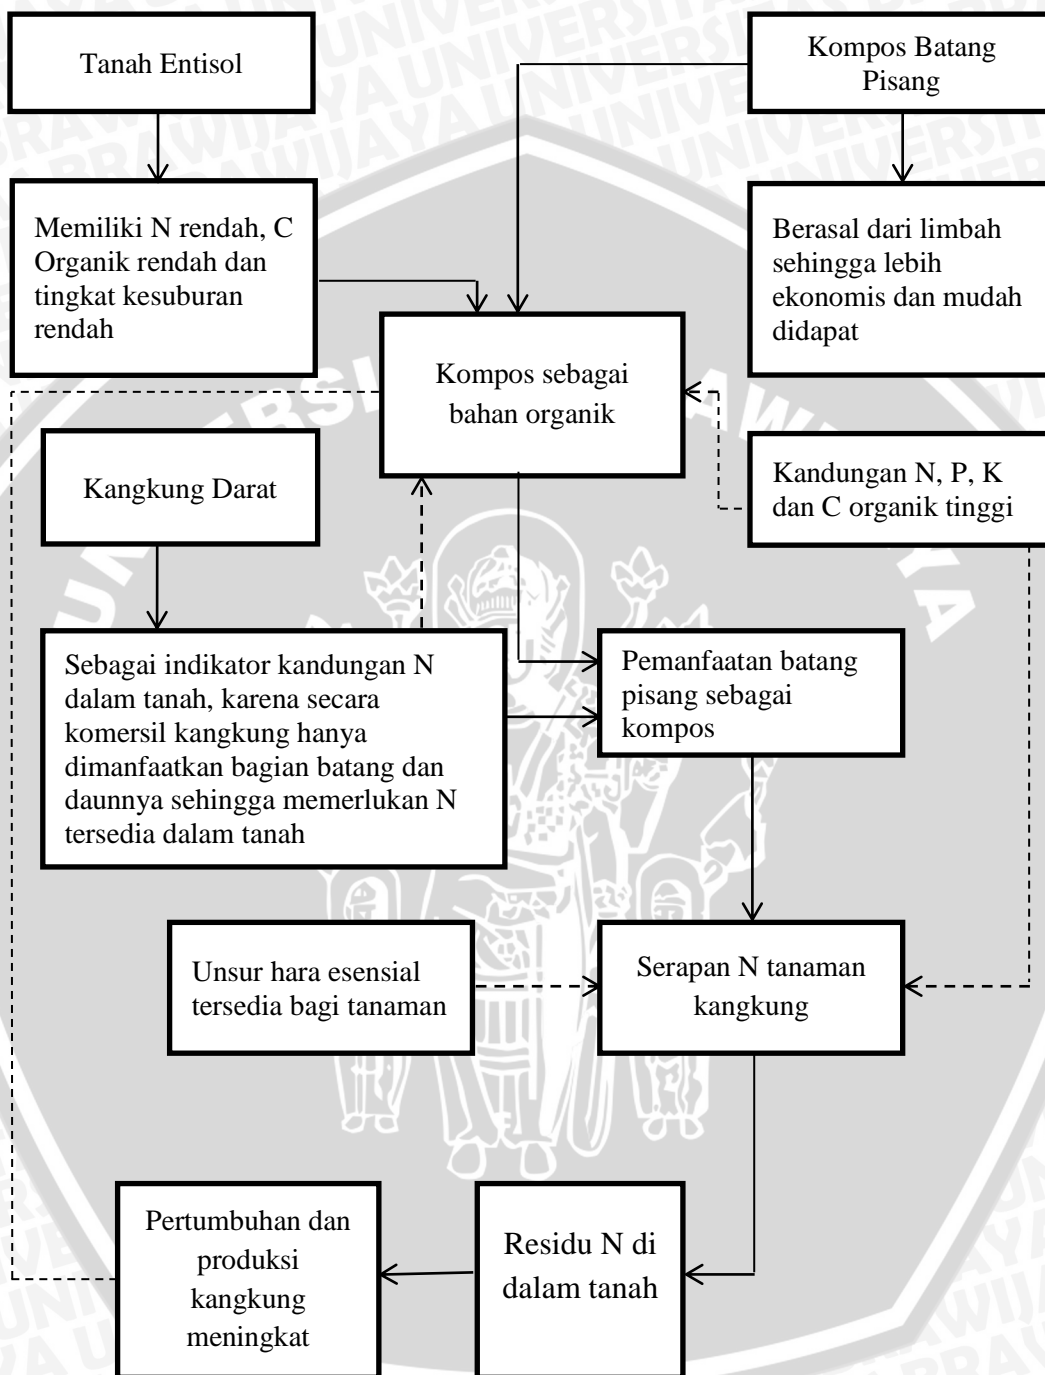 Tanah Entisol
Kompos Batang
Pisang
Memiliki N rendah, C
Organik rendah dan
tingkat kesuburan
rendah
Berasal dari limbah
sehingga lebih
ekonomis dan mudah
didapat
Kompos sebagai
bahan organik
Kangkung Darat
Kandungan N, P, K
dan C organik tinggi
Sebagai indikator kandungan N
dalam tanah, karena secara
komersil kangkung hanya
dimanfaatkan bagian batang dan
daunnya sehingga memerlukan N
tersedia dalam tanah
Pemanfaatan batang
pisang sebagai
kompos
Unsur hara esensial
tersedia bagi tanaman
Serapan N tanaman
kangkung
Pertumbuhan dan
produksi
kangkung
meningkat
Residu N di
dalam tanah